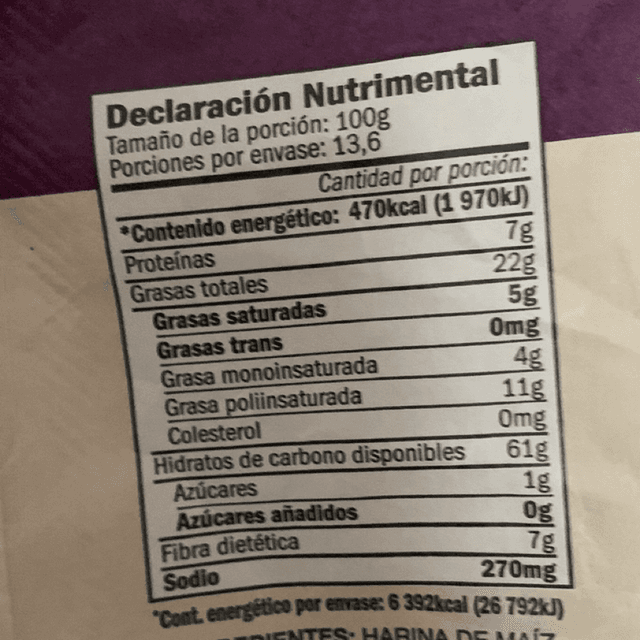 Declaración Nutrimental
Tamaño de la porción: 100g
Porciones por envase: 13,6
Cantidad por porción:
*Contenido energético: 470kcal (1 970kJ)
Proteínas 7g
Grasas totales 22g
Grasas saturadas 5g
Grasas trans 0mg
Grasa monoinsaturada 4g
Grasa poliinsaturada 11g
Colesterol 0mg
Hidratos de carbono disponibles 61g
Azúcares 1g
Azúcares añadidos 0g
Fibra dietética 7g
Sodio 270mg
*Cont. energético por envase: 6 392kcal (26 792kJ)
HARINA DE MAÍZ